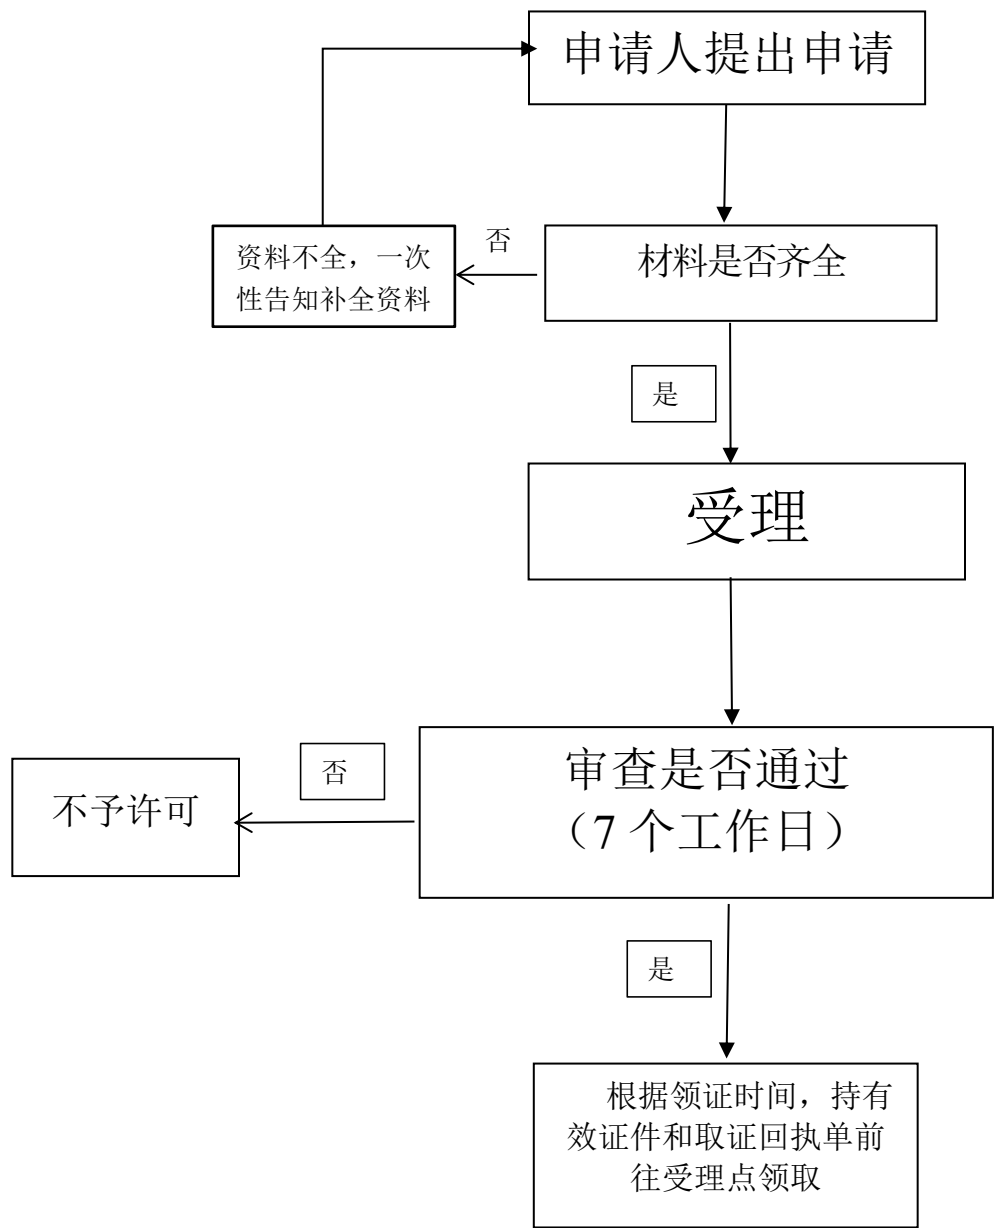 申请人提出申请
否
资料不全，一次
性告知补全资料
材料是否齐全
是
受理
审查是否通过
（7 个工作日）
否
不予许可
是
根据领证时间，持有
效证件和取证回执单前
往受理点领取